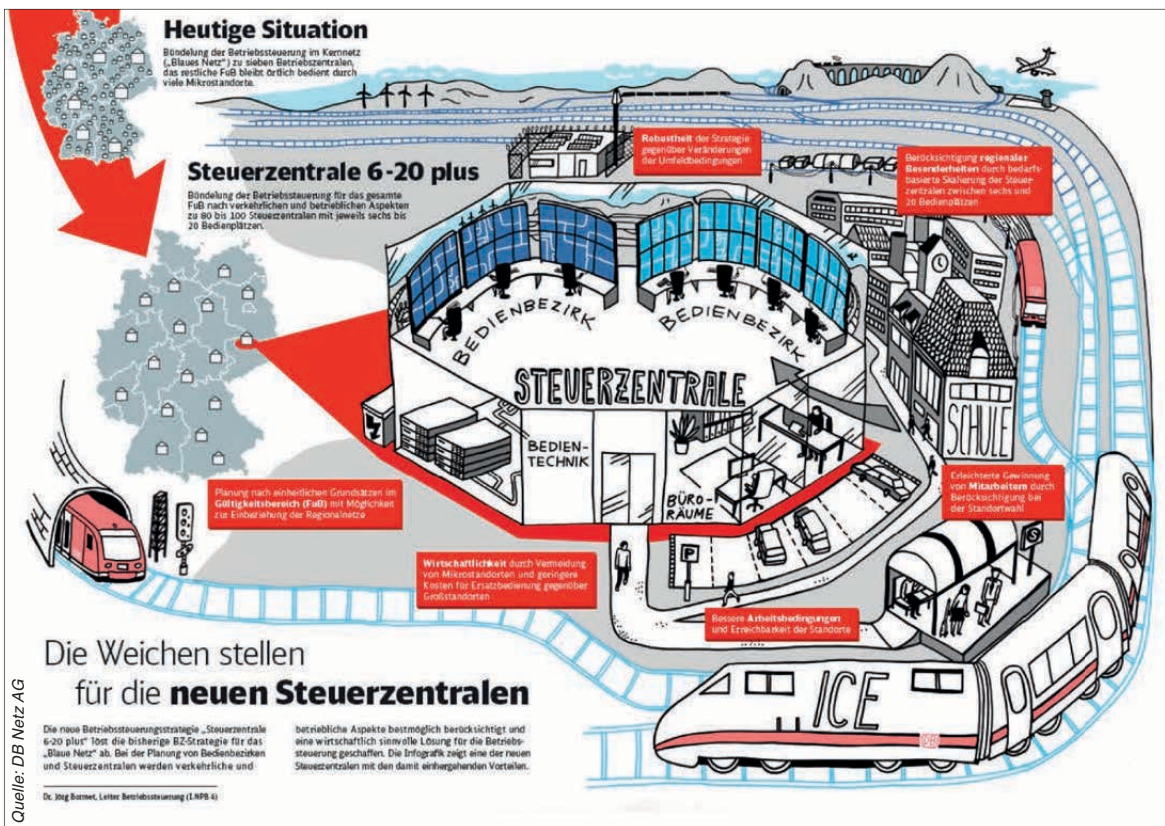 Heutige Situation
Bündelung der Betriebssteuerung im Kernnetz
(„Blaues Netz“) zu sieben Betriebszentralen,
das restliche FuB bleibt örtlich bedient durch
viele Mikrostandorte.
Steuerzentrale 6-20 plus
Bündelung der Betriebssteuerung für das gesamte
FuB nach verkehrlichen und betrieblichen Aspekten
zu 80 bis 100 Steuerzentralen mit jeweils sechs bis
20 Bedienplätzen.
Robustheit der Strategie
gegenüber Veränderungen
der Umfeldbedingungen
Berücksichtigung regionaler
Besonderheiten durch bedarfs-
basierte Skalierung der Steuer-
zentralen zwischen sechs und
20 Bedienplätzen
BEDIENBEZIRK
BEDIENBEZIRK
STEUERZENTRALE
BEDIEN-
TECHNIK
BÜRO-
RÄUME
SCHULE
P
S
Planung nach einheitlichen Grundsätzen im
Gültigkeitsbereich (FuB) mit Möglichkeit
zur Einbeziehung der Regionalnetze
Erleichterte Gewinnung
von Mitarbeitern durch
Berücksichtigung bei
der Standortwahl
Wirtschaftlichkeit durch Vermeidung
von Mikrostandorten und geringere
Kosten für Ersatzbedienung gegenüber
Großstandorten
Bessere Arbeitsbedingungen
und Erreichbarkeit der Standorte
ICE
DB
Die Weichen stellen
für die neuen Steuerzentralen
Die neue Betriebssteuerungsstrategie „Steuerzentrale
6-20 plus“ löst die bisherige BZ-Strategie für das
„Blaue Netz“ ab. Bei der Planung von Bedienbezirken
und Steuerzentralen werden verkehrliche und
betriebliche Aspekte bestmöglich berücksichtigt und
eine wirtschaftlich sinnvolle Lösung für die Betriebs-
steuerung geschaffen. Die Infografik zeigt eine der neuen
Steuerzentralen mit den damit einhergehenden Vorteilen.
Dr. Jörg Bormet, Leiter Betriebssteuerung (I.NPB 4)
Quelle: DB Netz AG